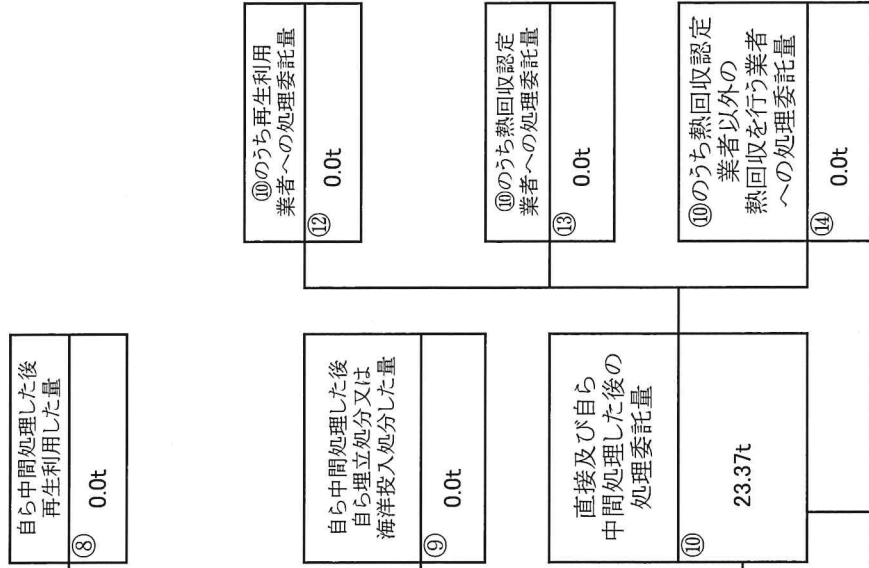 自ら中間処理した後
再生利用した量
⑧
0.0t
自ら中間処理した後
自ら埋立処分又は
海洋投入処分した量
⑨
0.0t
直接及び自ら
中間処理した後の
処理委託量
⑩
23.37t
⑩のうち再生利用
業者への処理委託量
⑫
0.0t
⑩のうち熱回収認定
業者への処理委託量
⑬
0.0t
⑩のうち熱回収認定
業者以外の
熱回収を行う業者
への処理委託量
⑭
0.0t